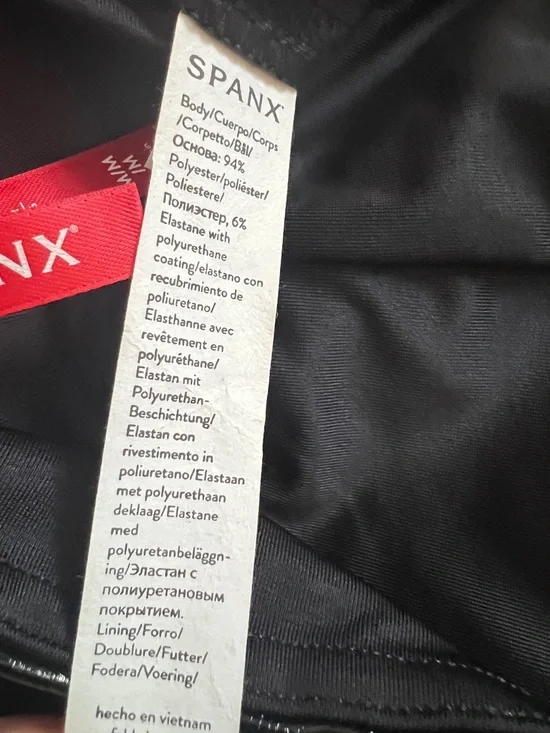 SPANX
Body/Cuerpo/Corps
/Corpetto/Bål/
Основа: 94%
Polyester/poliéster/
Poliestere/
Полиэстер, 6%
Elastane with
polyurethane
coating/elastano con
recubrimiento de
poliuretano/
Elasthanne avec
revêtement en
polyuréthane/
Elastan mit
Polyurethan-
Beschichtung/
Elastan con
rivestimento in
poliuretano/Elastaan
met polyurethaan
deklaag/Elastane
med
polyuretanbeläggn-
ing/Эластан с
полиуретановым
покрытием.
Lining/Forro/
Doublure/Futter/
Fodera/Voering/
hecho en vietnam
NX®